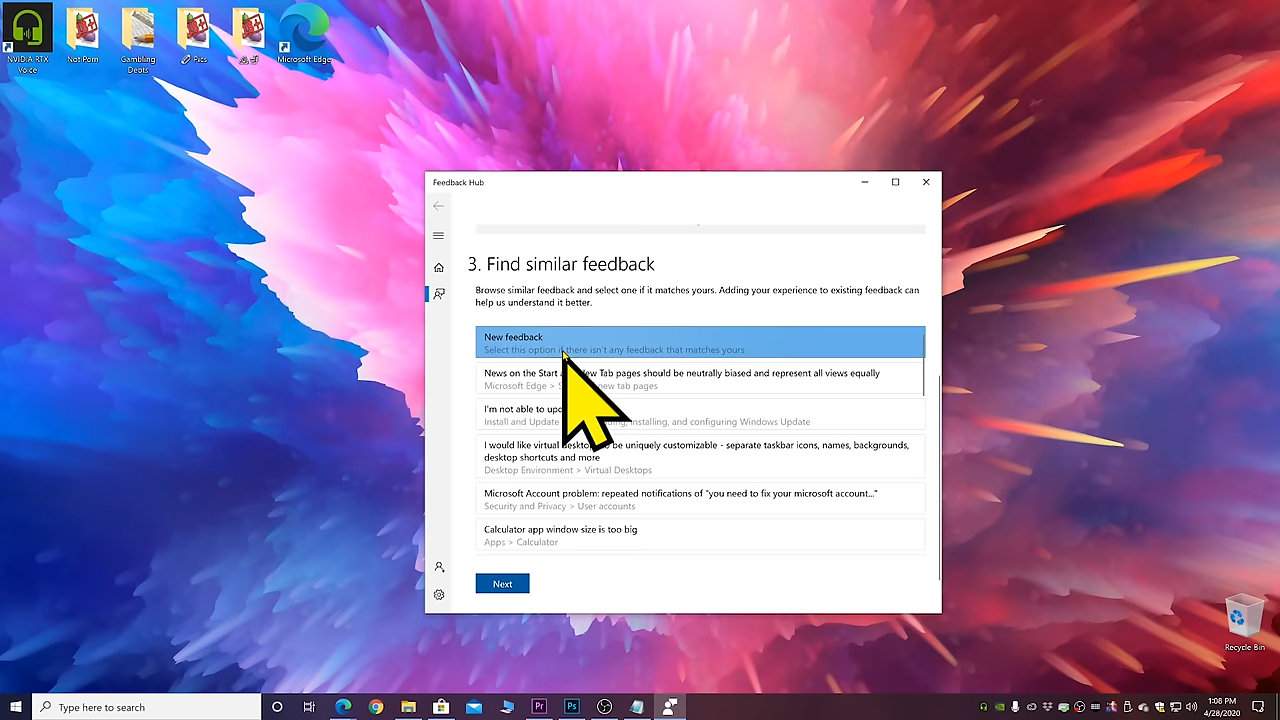 NVIDIA RTX
Voice
Not Porn
Gambling
Debts
Pics
Microsoft Edge
Feedback Hub
3. Find similar feedback
Browse similar feedback and select one if it matches yours. Adding your experience to existing feedback can
help us understand it better.
New feedback
Select this option if there isn't any feedback that matches yours
News on the Start a New Tab pages should be neutrally biased and represent all views equally
Microsoft Edge > S new tab pages
I'm not able to upd
Install and Update installing, and configuring Windows Update
I would like virtual desktops to be uniquely customizable - separate taskbar icons, names, backgrounds,
desktop shortcuts and more
Desktop Environment > Virtual Desktops
Microsoft Account problem: repeated notifications of "you need to fix your microsoft account..."
Security and Privacy > User accounts
Calculator app window size is too big
Apps > Calculator
Next
Recycle Bin
Type here to search
Pr
Ps
1:08 PM
4/28/2020